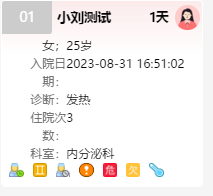 01 小刘测试 1天
女; 25岁
入院日2023-08-31 16:51:02
期:
诊断: 发热
住院次3
数:
科室: 内分泌科
II ! 危 欠